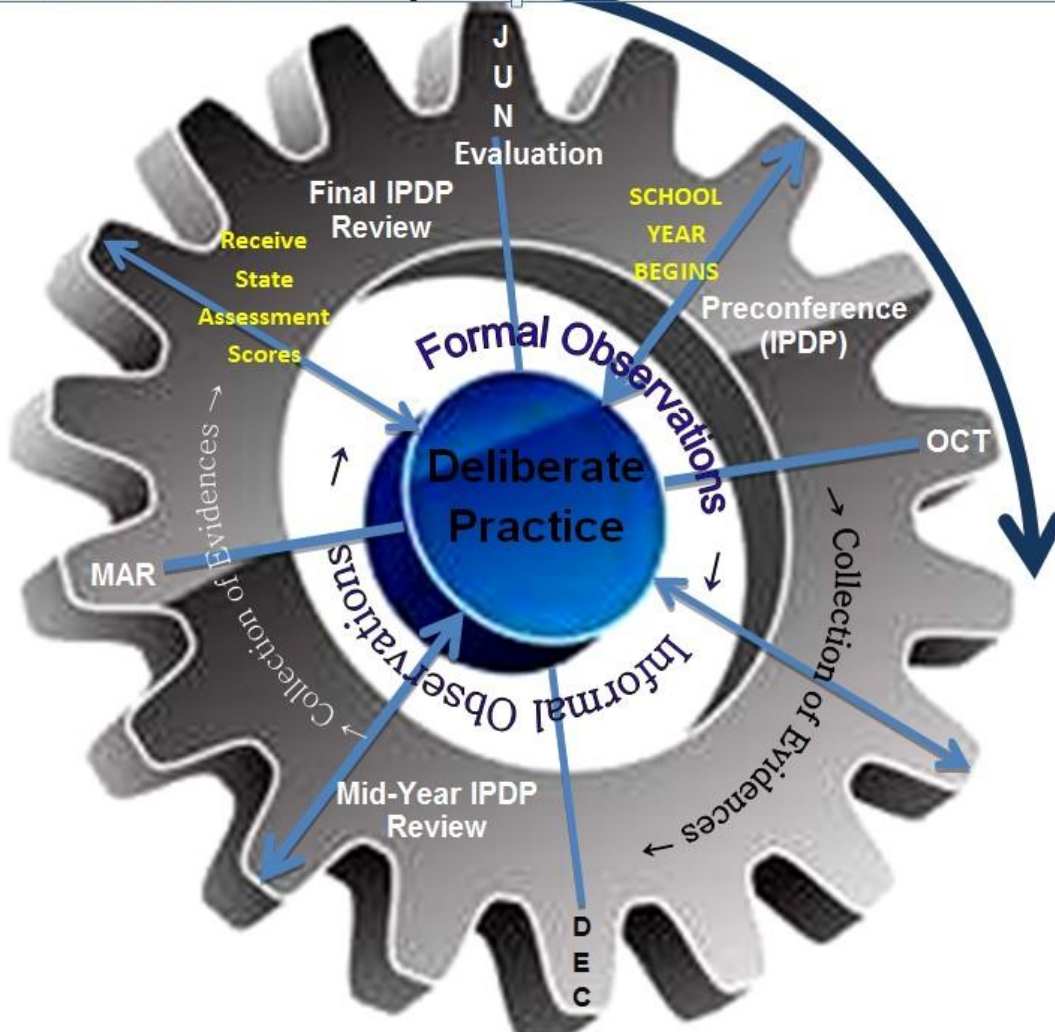 J
U
N
Evaluation
SCHOOL
YEAR
BEGINS
Preconference
(IPDP)
OCT
→ Collection of Evidences →
D
E
C
Mid-Year IPDP
Review
→ Collection of Evidences →
MAR
Receive
State
Assessment
Scores
Final IPDP
Review
Formal Observations →
Informal Observations →
Deliberate
Practice